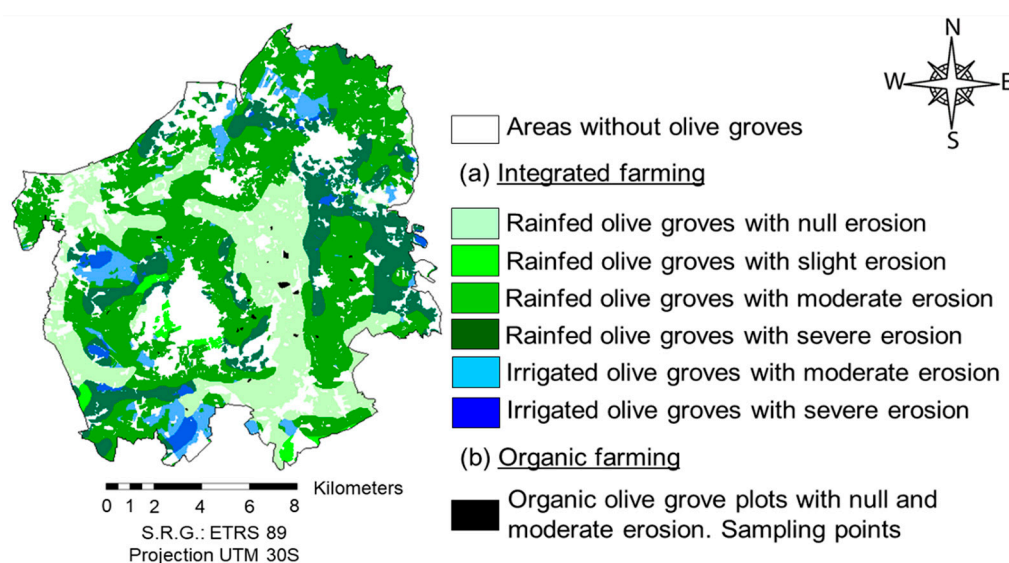 N
W
E
S
Areas without olive groves
(a) Integrated farming
Rainfed olive groves with null erosion
Rainfed olive groves with slight erosion
Rainfed olive groves with moderate erosion
Rainfed olive groves with severe erosion
Irrigated olive groves with moderate erosion
Irrigated olive groves with severe erosion
(b) Organic farming
Organic olive grove plots with null and
moderate erosion. Sampling points
Kilometers
0 1 2 4 6 8
S.R.G.: ETRS 89
Projection UTM 30S